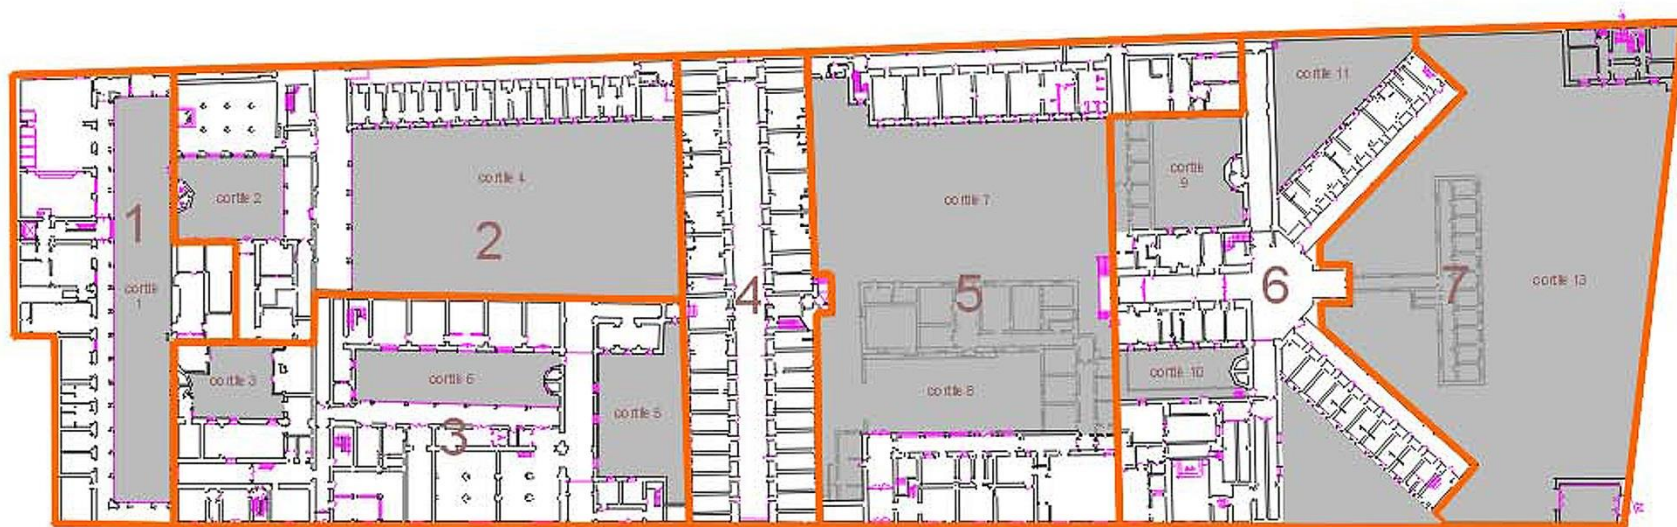 cortile 11
cortile 4
cortile 9
cortile 2
cortile 7
1
2
cortile 13
cortile
1
4
5
6
7
cortile 3
cortile 6
cortile 10
cortile 8
cortile 5
3